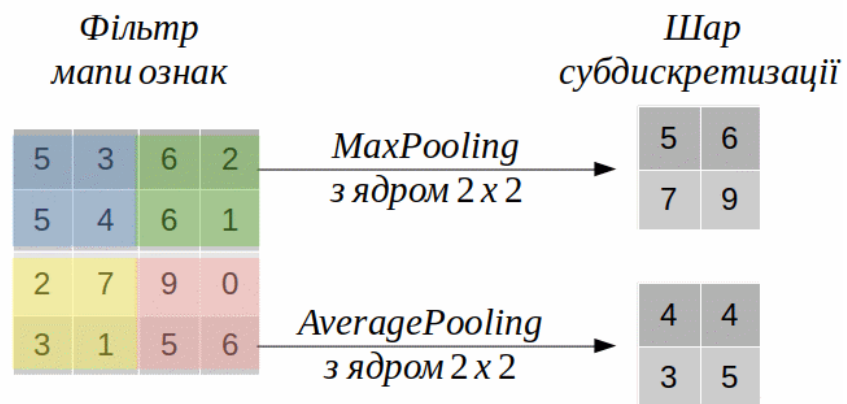 Фільтр
мапи ознак
Шар
субдискретизації
5 3 6 2
5 4 6 1
2 7 9 0
3 1 5 6
MaxPooling
з ядром 2 x 2
5 6
7 9
AveragePooling
з ядром 2 x 2
4 4
3 5